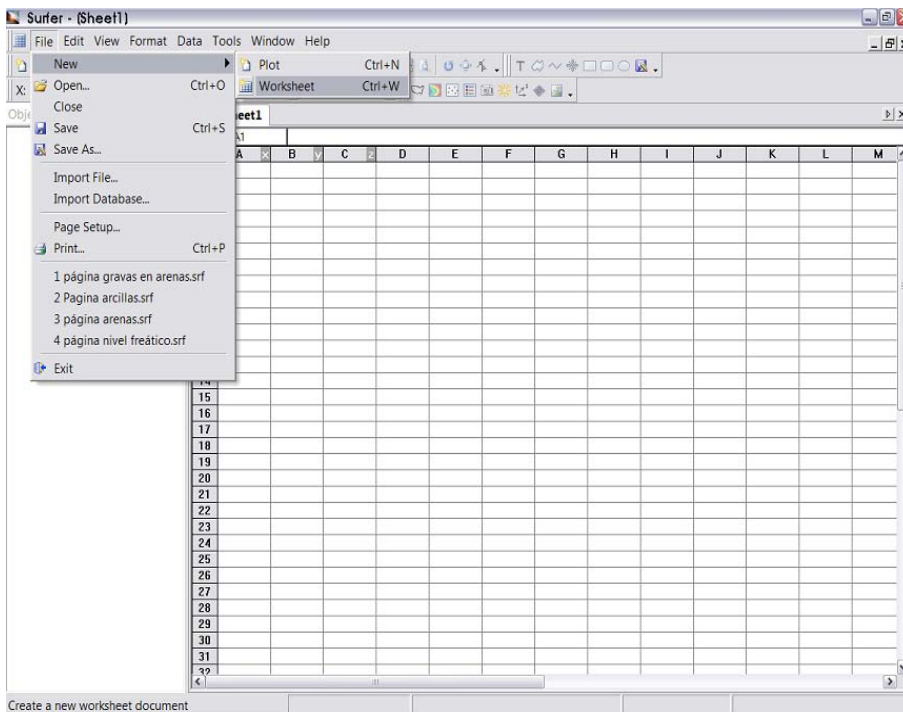 Surfer - (Sheet1)
File Edit View Format Data Tools Window Help
New
Plot Ctrl+N
Open... Ctrl+O
Worksheet Ctrl+W
Close
Save Ctrl+S
Save As...
Import File...
Import Database...
Page Setup...
Print... Ctrl+P
1 página gravas en arenas.srf
2 Pagina arcillas.srf
3 página arenas.srf
4 página nivel freático.srf
Exit
X:
Obje
eet1
A1
A x B y C z D E F G H I J K L M
14
15
16
17
18
19
20
21
22
23
24
25
26
27
28
29
30
31
32
Create a new worksheet document